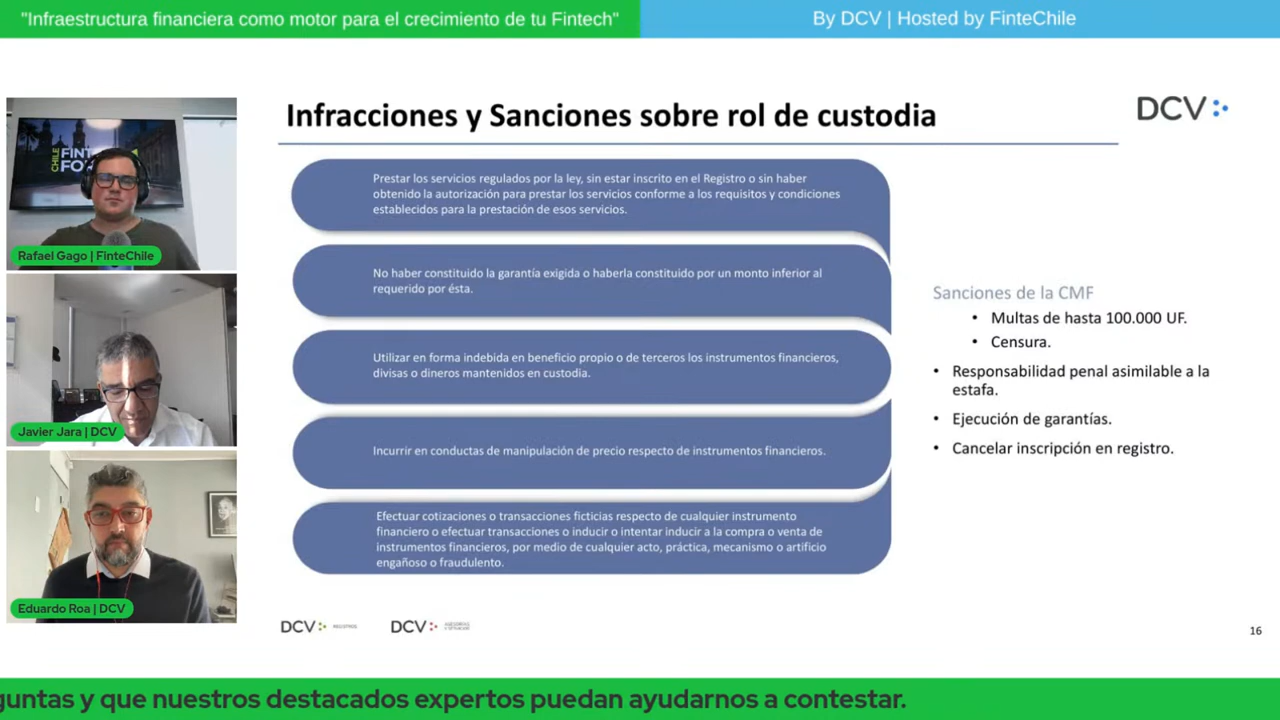 "Infraestructura financiera como motor para el crecimiento de tu Fintech"
By DCV | Hosted by FinteChile
Infracciones y Sanciones sobre rol de custodia
DCV
CHILE
FINT
FO
Rafael Gago | FinteChile
Javier Jara | DCV
Eduardo Roa | DCV
Prestar los servicios regulados por la ley, sin estar inscrito en el Registro o sin haber
obtenido la autorización para prestar los servicios conforme a los requisitos y condiciones
establecidos para la prestación de esos servicios.
No haber constituido la garantía exigida o haberla constituido por un monto inferior al
requerido por ésta.
Utilizar en forma indebida en beneficio propio o de terceros los instrumentos financieros,
divisas o dineros mantenidos en custodia.
Incurrir en conductas de manipulación de precio respecto de instrumentos financieros.
Efectuar cotizaciones o transacciones ficticias respecto de cualquier instrumento
financiero o efectuar transacciones o inducir o intentar inducir a la compra o venta de
instrumentos financieros, por medio de cualquier acto, práctica, mecanismo o artificio
engañoso o fraudulento.
Sanciones de la CMF
• Multas de hasta 100.000 UF.
• Censura.
• Responsabilidad penal asimilable a la
estafa.
• Ejecución de garantías.
• Cancelar inscripción en registro.
DCV REGISTROS
DCV
16
guntas y que nuestros destacados expertos puedan ayudarnos a contestar.